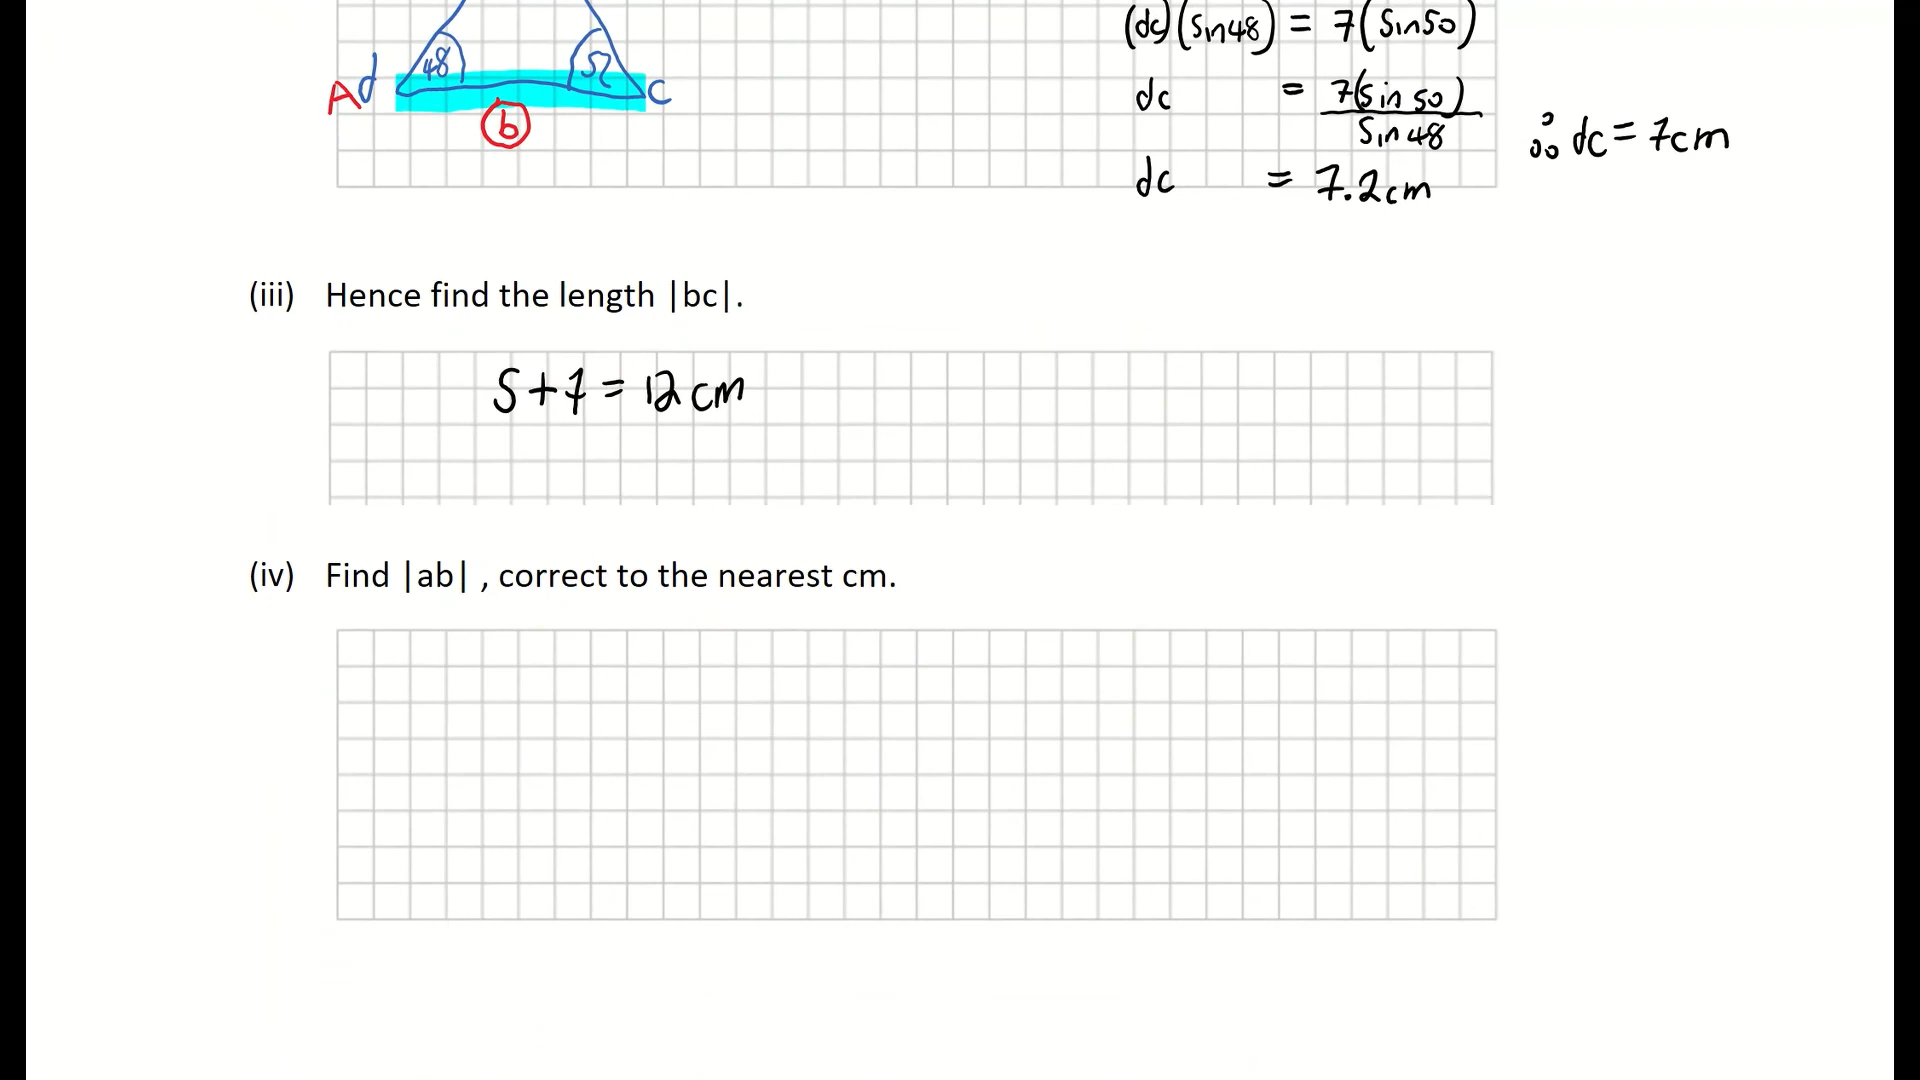 (dc)(Sin48) = 7(Sin50)
48
A d
c
b
dc = 7(Sin 50)
Sin 48
∴ dc = 7cm
dc = 7.2cm
(iii) Hence find the length |bc|.
5+7 = 12 cm
(iv) Find |ab| , correct to the nearest cm.